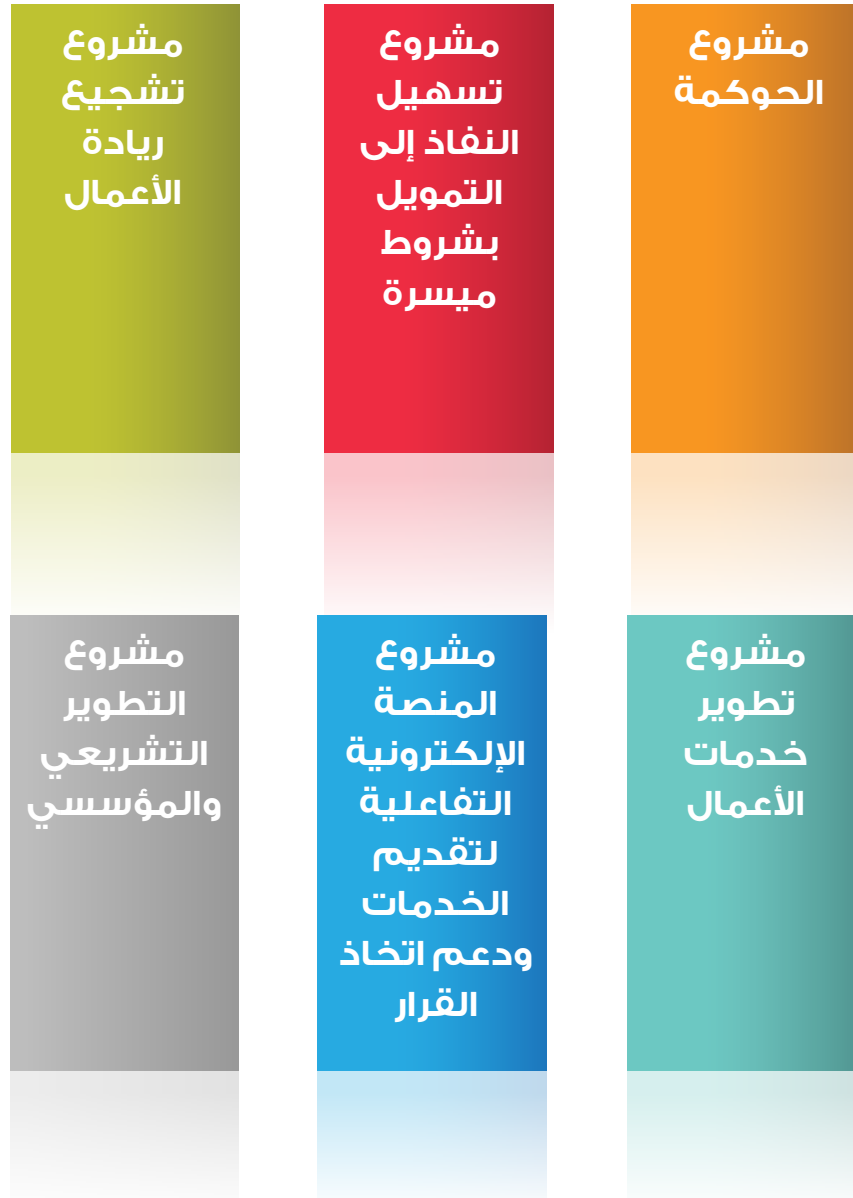 مشروع
الحوكمة
مشروع
تسهيل
النفاذ إلى
التمويل
بشروط
ميسرة
مشروع
تشجيع
ريادة
الأعمال
مشروع
تطوير
خدمات
الأعمال
مشروع
المنصة
الإلكترونية
التفاعلية
لتقديم
الخدمات
ودعم اتخاذ
القرار
مشروع
التطوير
التشريعي
والمؤسسي